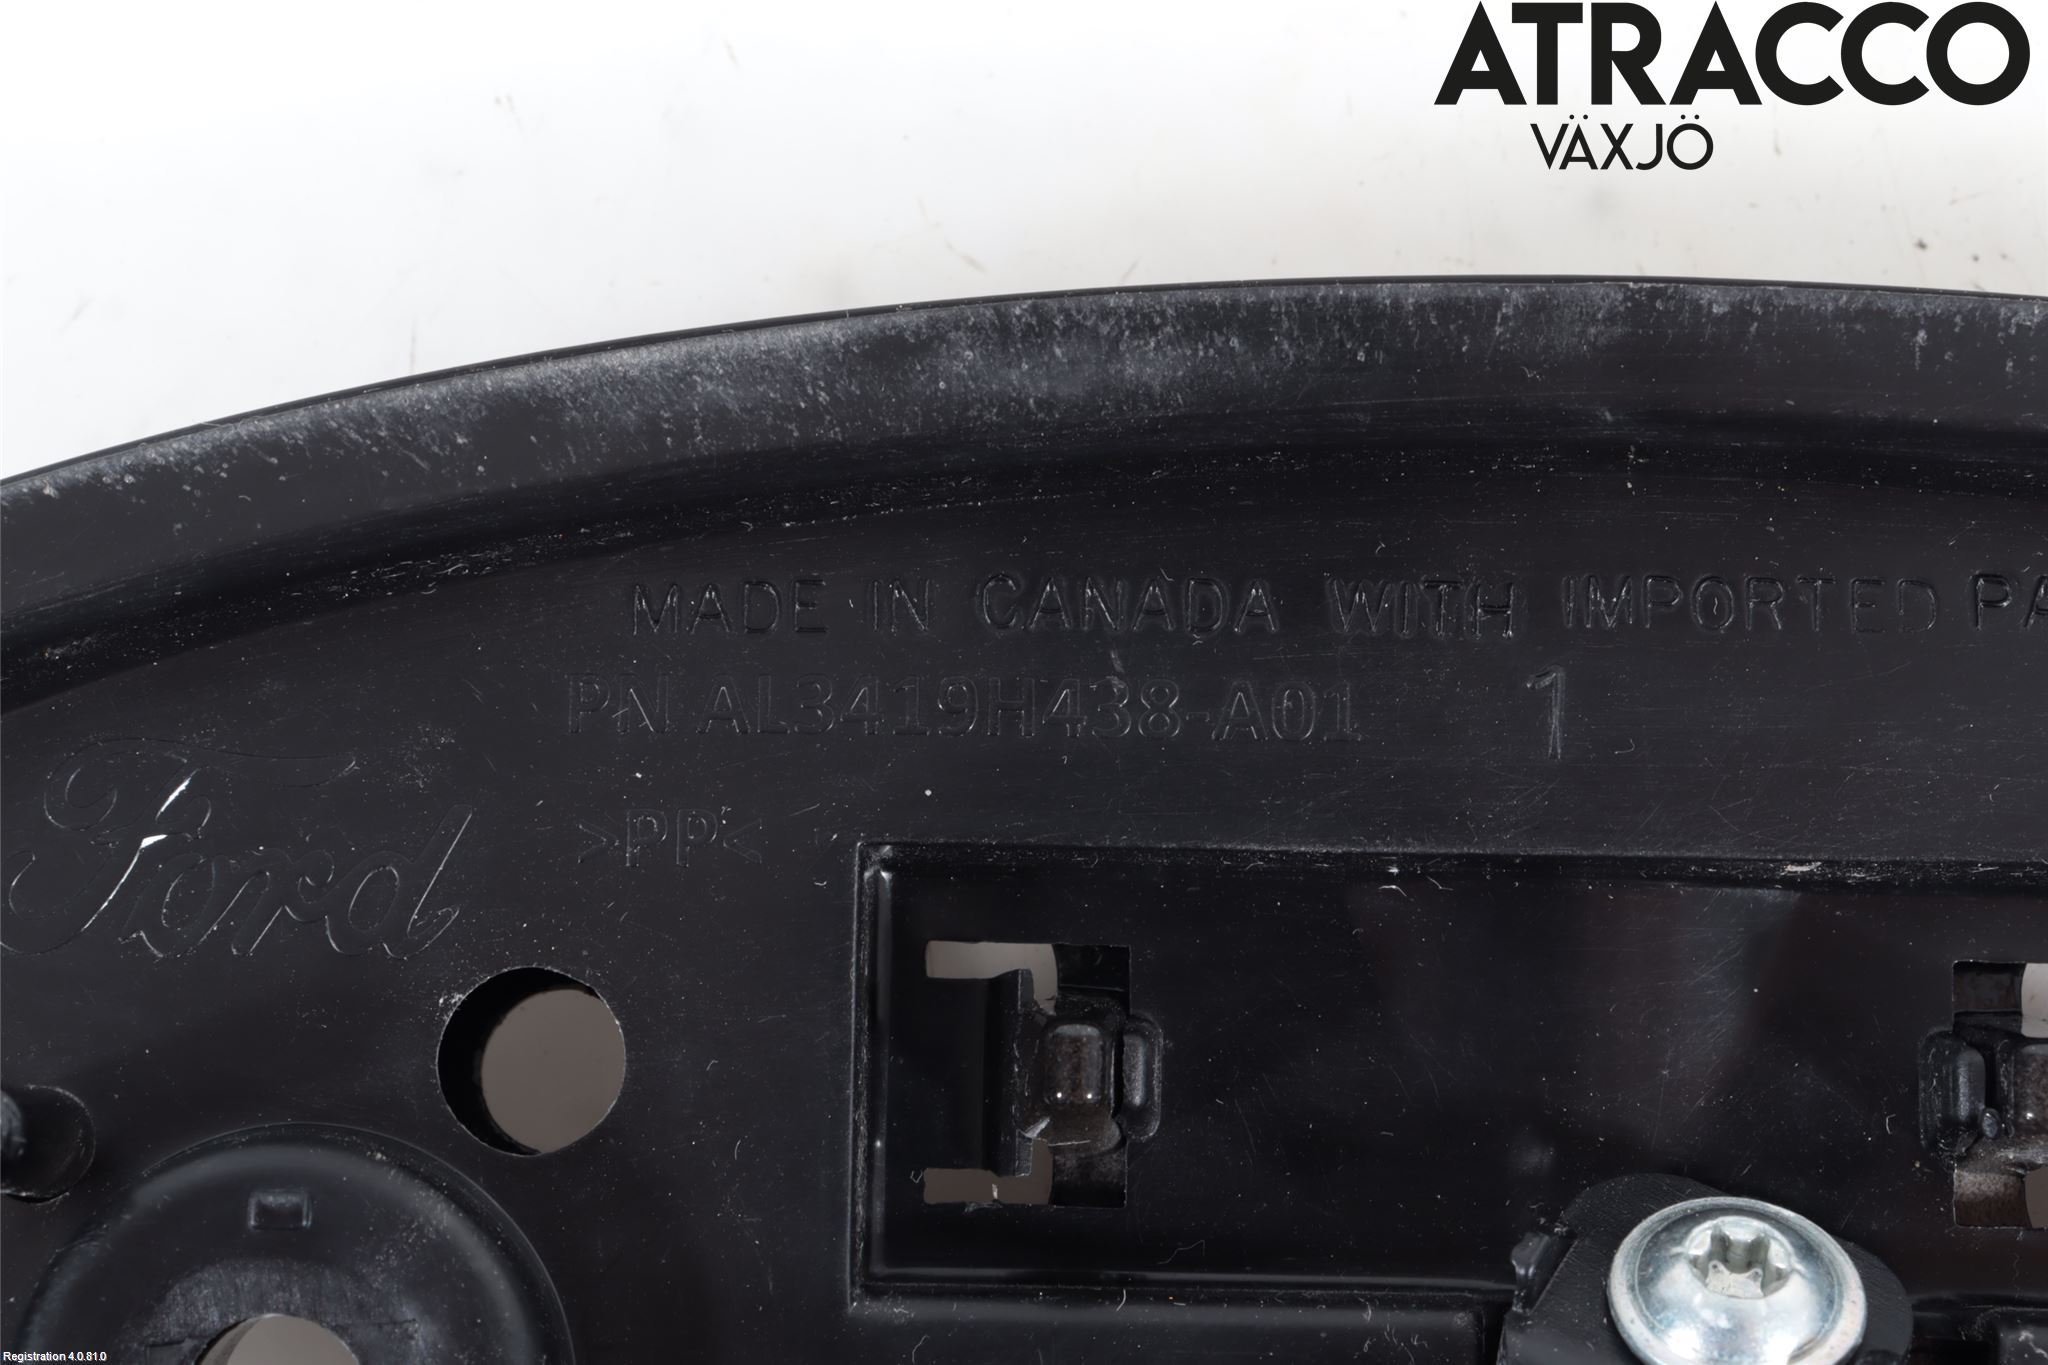 ATRACCO
VÄXJÖ
MADE IN CANADA WITH IMPORTED PA
PN AL3419H438-A01 1
Ford
>PP<
Registration 4.0.81.0